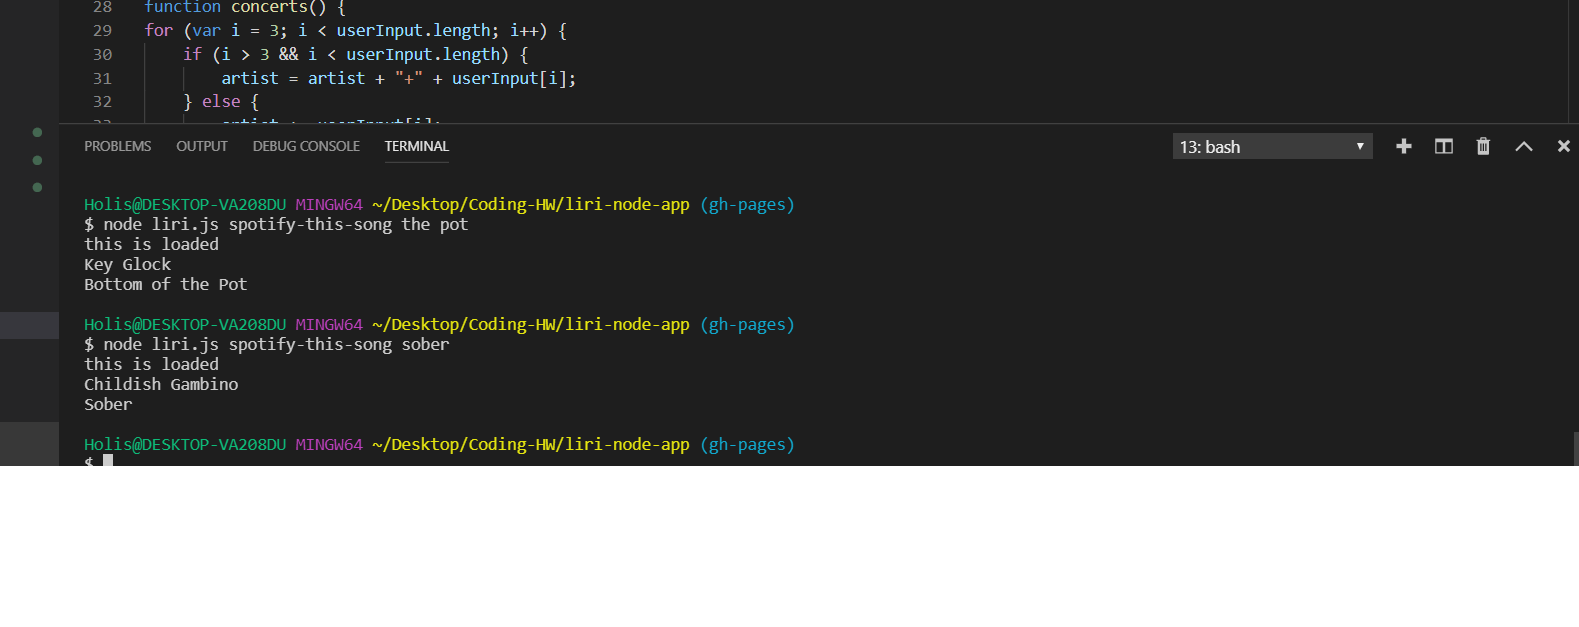 28 function concerts() {
29 for (var i = 3; i < userInput.length; i++) {
30 if (i > 3 && i < userInput.length) {
31 artist = artist + "+" + userInput[i];
32 } else {
PROBLEMS OUTPUT DEBUG CONSOLE TERMINAL 13: bash
Holis@DESKTOP-VA208DU MINGW64 ~/Desktop/Coding-HW/liri-node-app (gh-pages)
$ node liri.js spotify-this-song the pot
this is loaded
Key Glock
Bottom of the Pot
Holis@DESKTOP-VA208DU MINGW64 ~/Desktop/Coding-HW/liri-node-app (gh-pages)
$ node liri.js spotify-this-song sober
this is loaded
Childish Gambino
Sober
Holis@DESKTOP-VA208DU MINGW64 ~/Desktop/Coding-HW/liri-node-app (gh-pages)
$